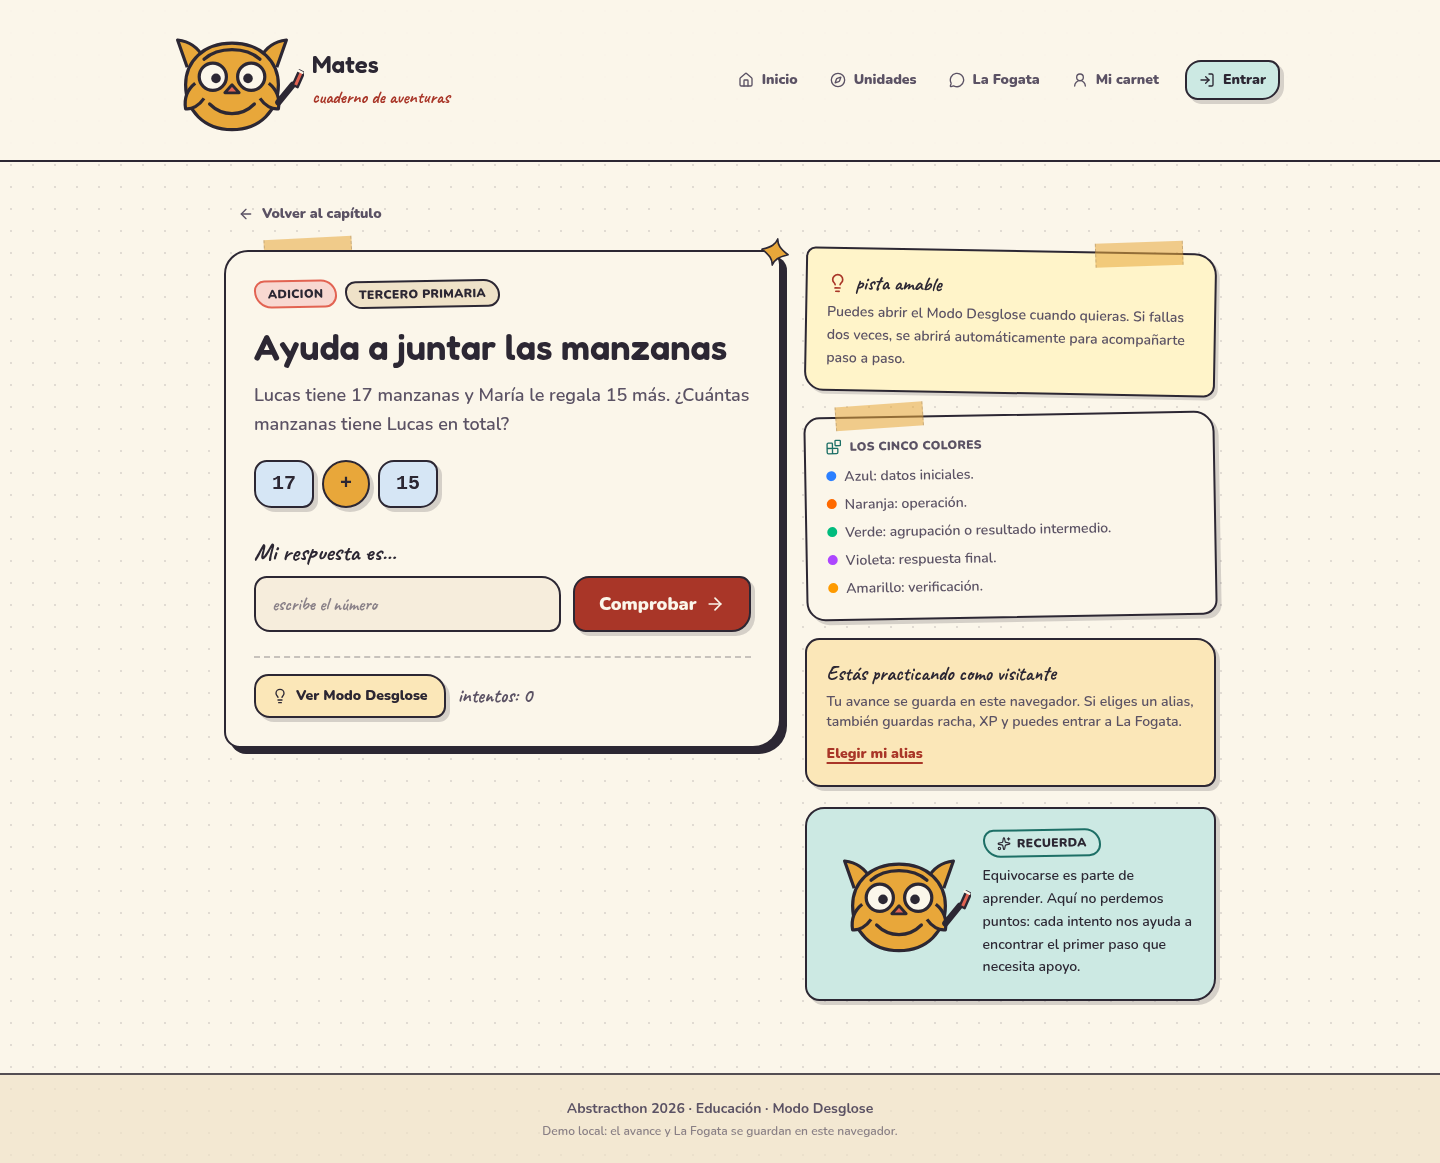 Mates
cuaderno de aventuras
Inicio
Unidades
La Fogata
Mi carnet
Entrar
Volver al capítulo
ADICION
TERCERO PRIMARIA
Ayuda a juntar las manzanas
Lucas tiene 17 manzanas y María le regala 15 más. ¿Cuántas
manzanas tiene Lucas en total?
17 + 15
Mi respuesta es...
escribe el número
Comprobar
Ver Modo Desglose
intentos: 0
pista amable
Puedes abrir el Modo Desglose cuando quieras. Si fallas
dos veces, se abrirá automáticamente para acompañarte
paso a paso.
LOS CINCO COLORES
Azul: datos iniciales.
Naranja: operación.
Verde: agrupación o resultado intermedio.
Violeta: respuesta final.
Amarillo: verificación.
Estás practicando como visitante
Tu avance se guarda en este navegador. Si eliges un alias,
también guardas racha, XP y puedes entrar a La Fogata.
Elegir mi alias
RECUERDA
Equivocarse es parte de
aprender. Aquí no perdemos
puntos: cada intento nos ayuda a
encontrar el primer paso que
necesita apoyo.
Abstracthon 2026 · Educación · Modo Desglose
Demo local: el avance y La Fogata se guardan en este navegador.